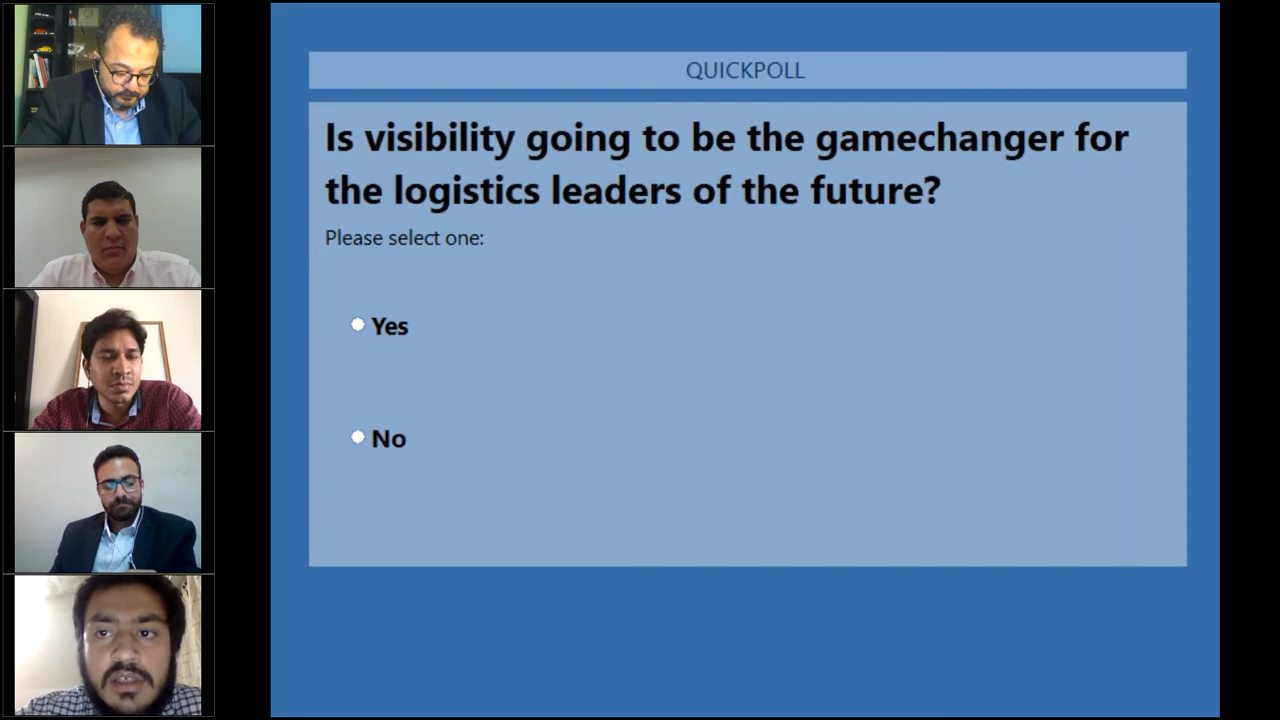 QUICKPOLL
Is visibility going to be the gamechanger for
the logistics leaders of the future?
Please select one:
Yes
No